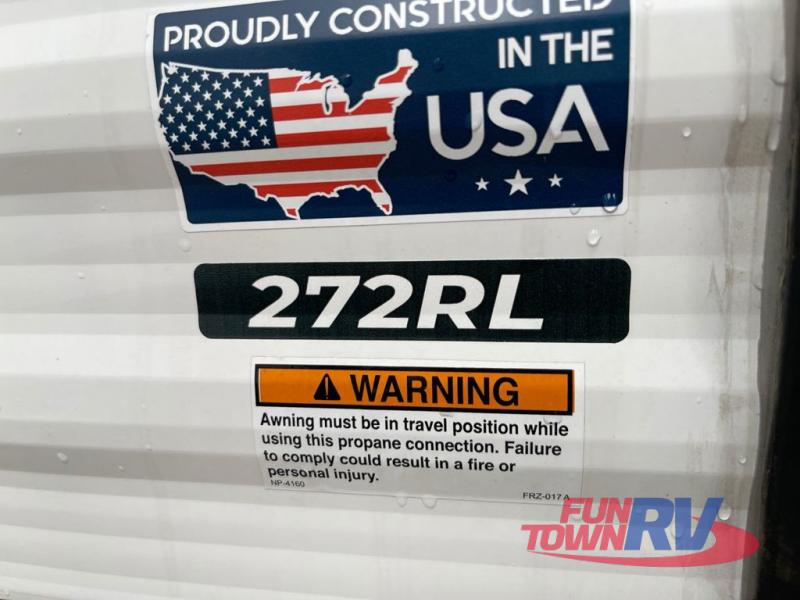 PROUDLY CONSTRUCTED
IN THE
USA
272RL
WARNING
Awning must be in travel position while
using this propane connection. Failure
to comply could result in a fire or
personal injury.
NP-4160
FRZ-017 A
FUN
TOWN RV